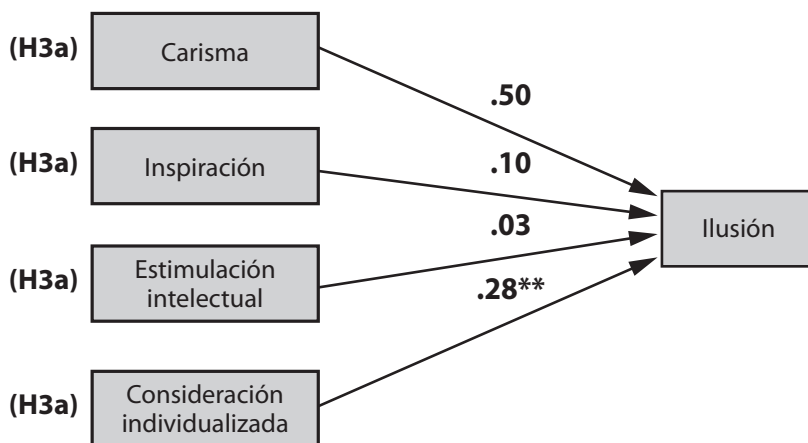 (H3a)
Carisma
.50
(H3a)
Inspiración
.10
Ilusión
.03
(H3a)
Estimulación
intelectual
.28**
(H3a)
Consideración
individualizada